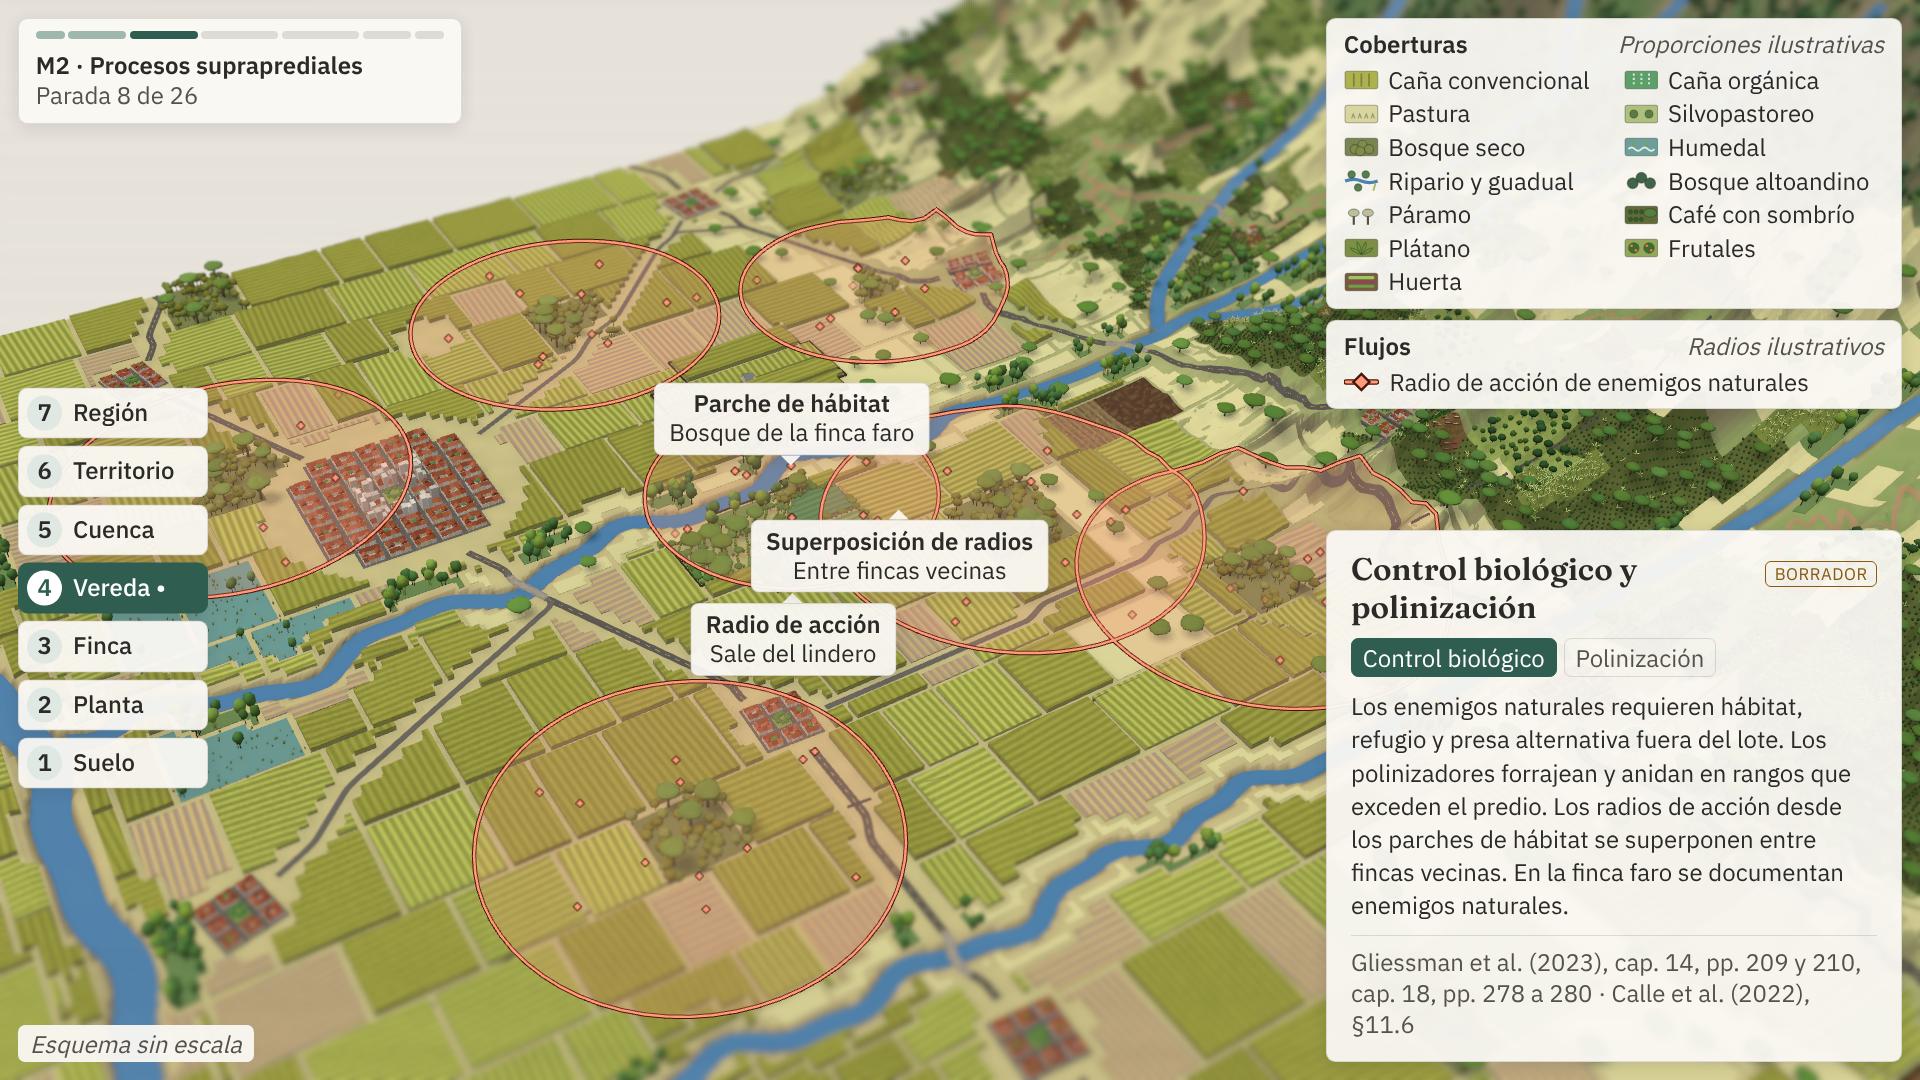 M2 · Procesos supraprediales
Parada 8 de 26
Coberturas
Proporciones ilustrativas
Caña convencional
Caña orgánica
Pastura
Silvopastoreo
Bosque seco
Humedal
Ripario y guadual
Bosque altoandino
Páramo
Café con sombrío
Plátano
Frutales
Huerta
Flujos
Radios ilustrativos
Radio de acción de enemigos naturales
7 Región
6 Territorio
5 Cuenca
4 Vereda •
3 Finca
2 Planta
1 Suelo
Parche de hábitat
Bosque de la finca faro
Superposición de radios
Entre fincas vecinas
Radio de acción
Sale del lindero
Control biológico y
polinización
BORRADOR
Control biológico
Polinización
Los enemigos naturales requieren hábitat,
refugio y presa alternativa fuera del lote. Los
polinizadores forrajean y anidan en rangos que
exceden el predio. Los radios de acción desde
los parches de hábitat se superponen entre
fincas vecinas. En la finca faro se documentan
enemigos naturales.
Gliessman et al. (2023), cap. 14, pp. 209 y 210,
cap. 18, pp. 278 a 280 · Calle et al. (2022),
§11.6
Esquema sin escala